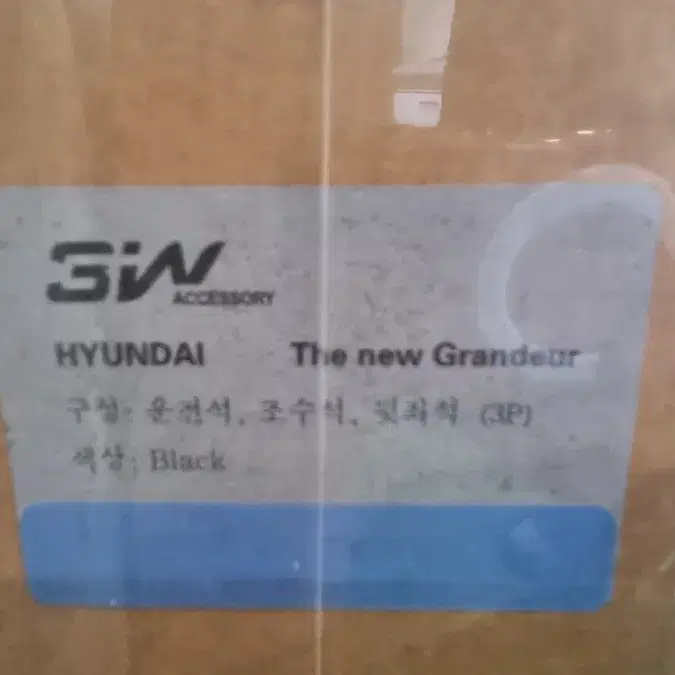 3W
ACCESSORY
HYUNDAI The new Grandeur
구성: 운전석, 조수석, 뒷좌석 (3P)
색상: Black